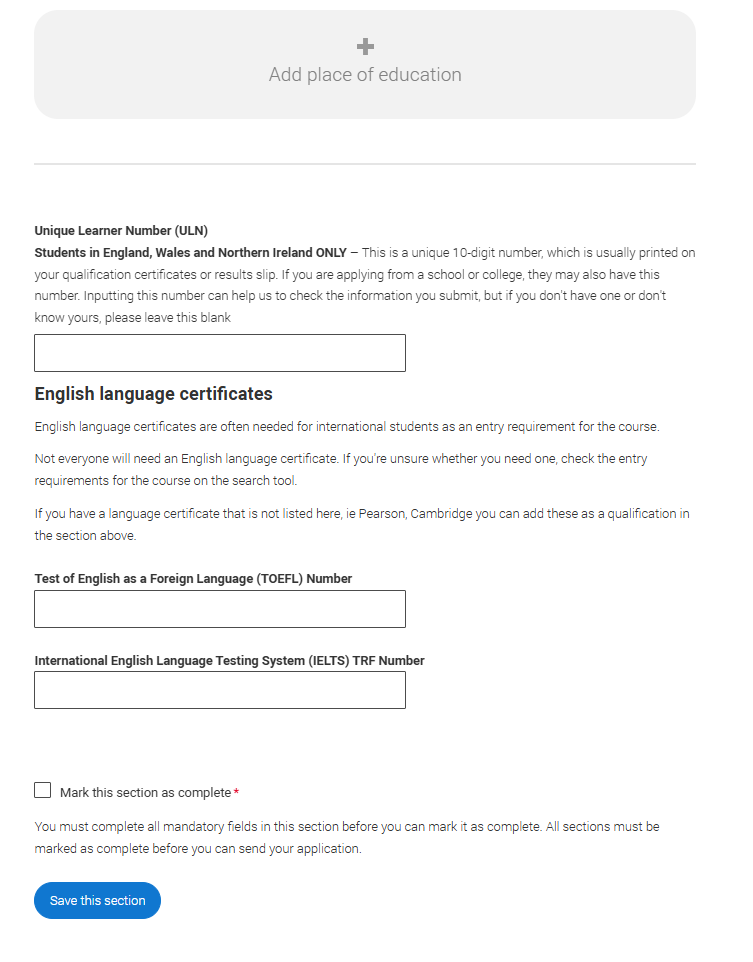 Add place of education
Unique Learner Number (ULN)
Students in England, Wales and Northern Ireland ONLY – This is a unique 10-digit number, which is usually printed on
your qualification certificates or results slip. If you are applying from a school or college, they may also have this
number. Inputting this number can help us to check the information you submit, but if you don't have one or don't
know yours, please leave this blank
English language certificates
English language certificates are often needed for international students as an entry requirement for the course.
Not everyone will need an English language certificate. If you're unsure whether you need one, check the entry
requirements for the course on the search tool.
If you have a language certificate that is not listed here, ie Pearson, Cambridge you can add these as a qualification in
the section above.
Test of English as a Foreign Language (TOEFL) Number
International English Language Testing System (IELTS) TRF Number
Mark this section as complete *
You must complete all mandatory fields in this section before you can mark it as complete. All sections must be
marked as complete before you can send your application.
Save this section